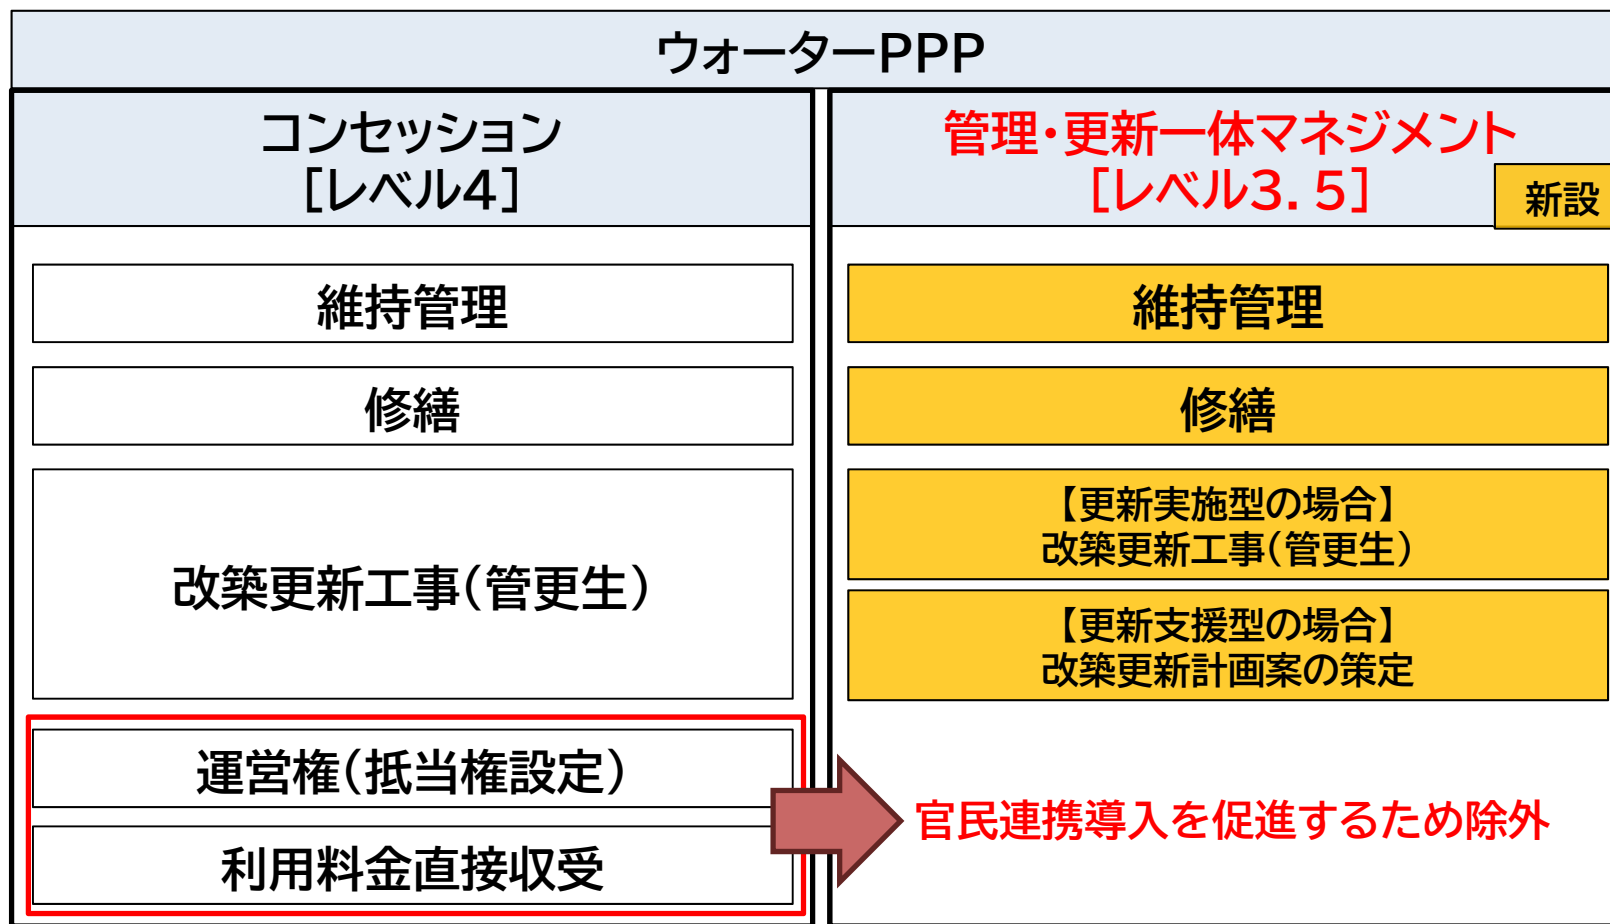 ウォーターPPP
コンセッション
[レベル4]
維持管理
修繕
改築更新工事(管更生)
運営権(抵当権設定)
利用料金直接収受
管理・更新一体マネジメント
[レベル3.5]
新設
維持管理
修繕
【更新実施型の場合】
改築更新工事(管更生)
【更新支援型の場合】
改築更新計画案の策定
官民連携導入を促進するため除外